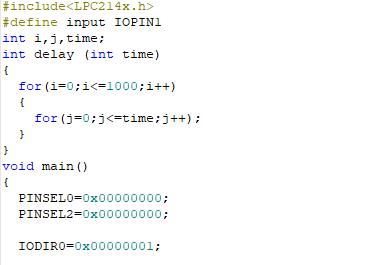 #include<LPC214x.h>
#define input IOPIN1
int i,j,time;
int delay (int time)
{
for(i=0;i<=1000;i++)
{
for(j=0;j<=time;j++);
}
}
void main()
{
PINSEL0=0x00000000;
PINSEL2=0x00000000;
IODIR0=0x00000001;